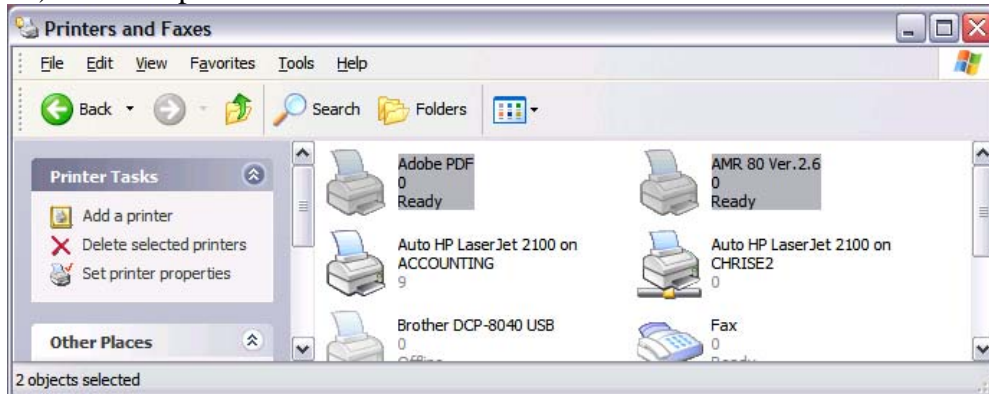 Printers and Faxes
File Edit View Favorites Tools Help
Back Search Folders
Printer Tasks
Add a printer
Delete selected printers
Set printer properties
Other Places
Adobe PDF
0
Ready
AMR 80 Ver.2.6
0
Ready
Auto HP LaserJet 2100 on
ACCOUNTING
9
Auto HP LaserJet 2100 on
CHRISE2
0
Brother DCP-8040 USB
0
Offline
Fax
0
Ready
2 objects selected